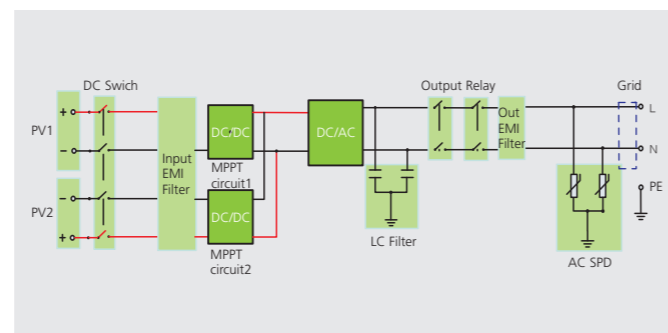 DC Swich
Output Relay
Grid
PV1
+
−
PV2
−
+
Input
EMI
Filter
DC/DC
MPPT
circuit1
DC/DC
MPPT
circuit2
DC/AC
LC Filter
Out
EMI
Filter
L
N
PE
AC SPD